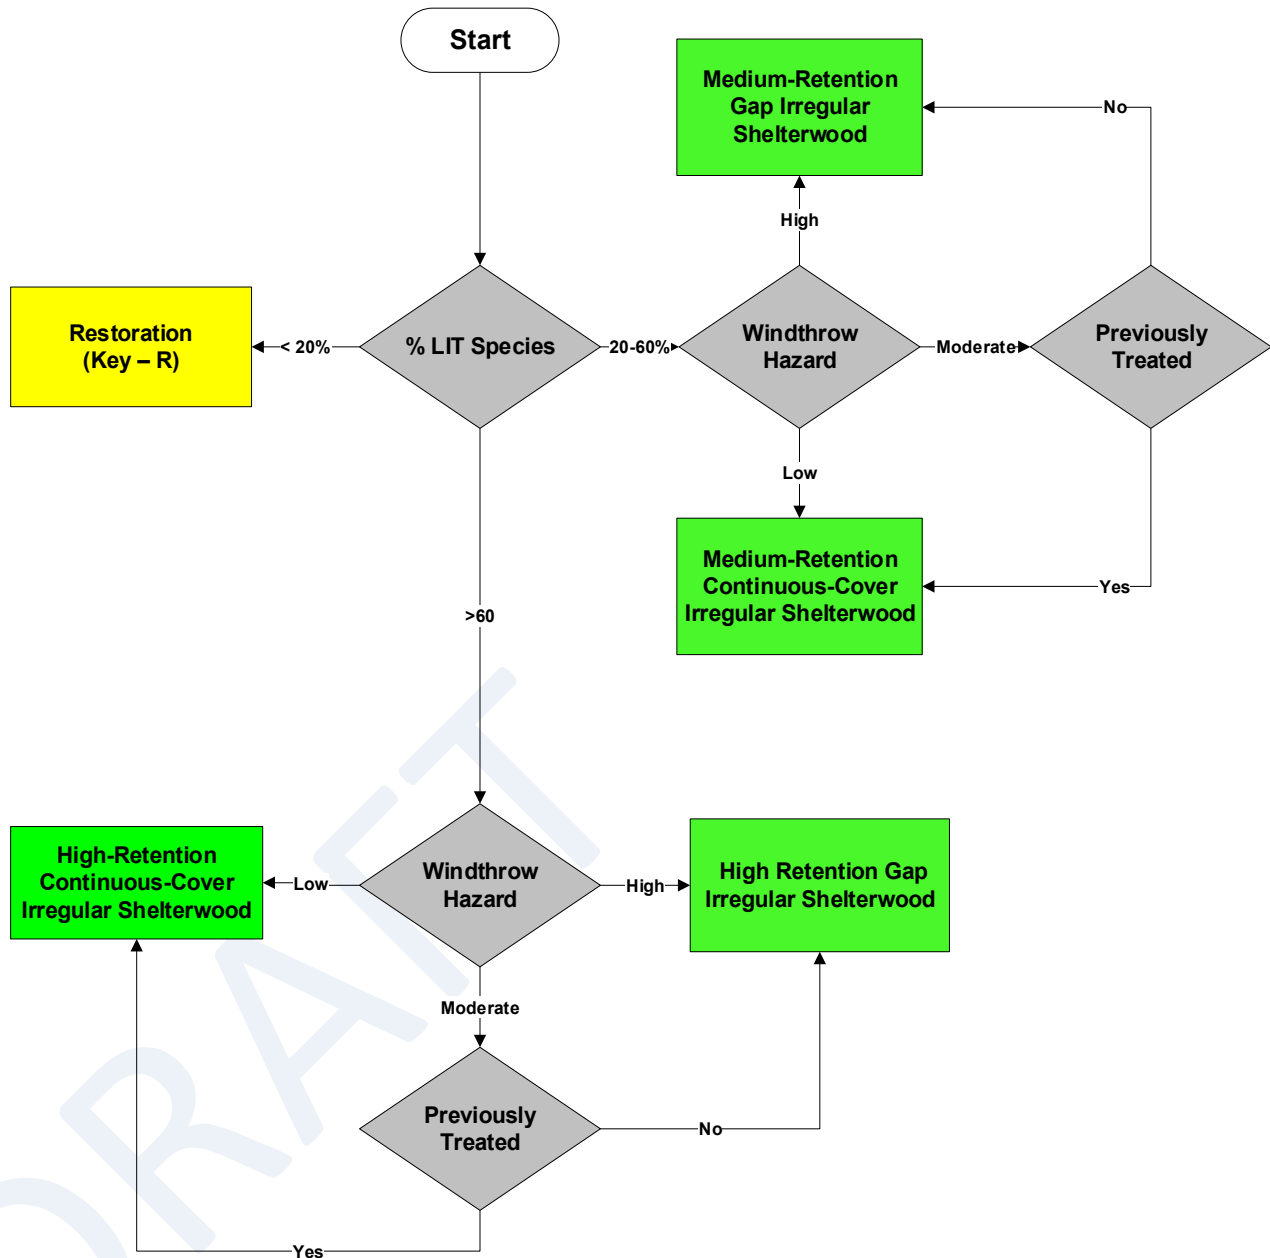 Start
Medium-Retention
Gap Irregular
Shelterwood
No
High
Restoration
(Key – R)
< 20%
% LIT Species
20-60%
Windthrow
Hazard
Moderate
Previously
Treated
Low
Medium-Retention
Continuous-Cover
Irregular Shelterwood
Yes
>60
High-Retention
Continuous-Cover
Irregular Shelterwood
Low
Windthrow
Hazard
High
High Retention Gap
Irregular Shelterwood
Moderate
Previously
Treated
No
Yes
DRAFT